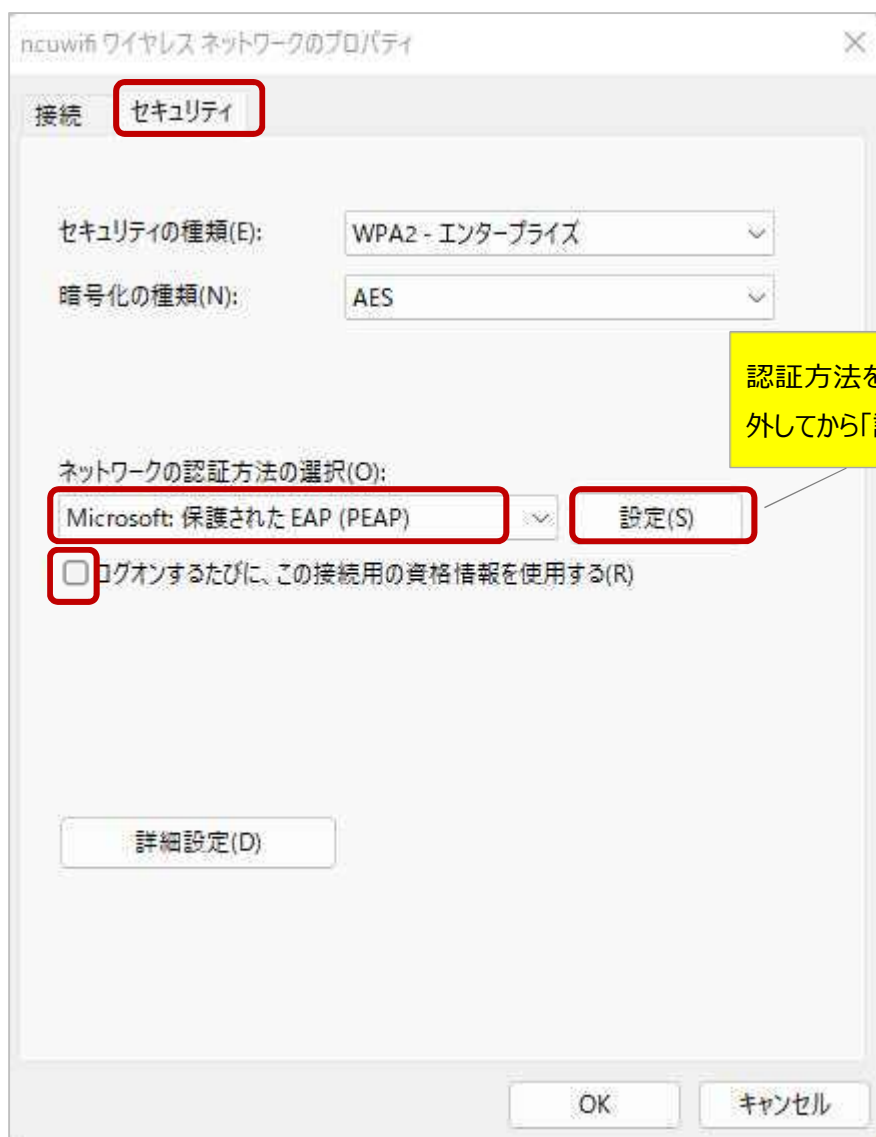 ncuwifi ワイヤレス ネットワークのプロパティ
接続
セキュリティ
セキュリティの種類(E):
WPA2 - エンタープライズ
暗号化の種類(N):
AES
認証方法を
外してから「
ネットワークの認証方法の選択(O):
Microsoft: 保護された EAP (PEAP)
設定(S)
ログオンするたびに、この接続用の資格情報を使用する(R)
詳細設定(D)
OK
キャンセル